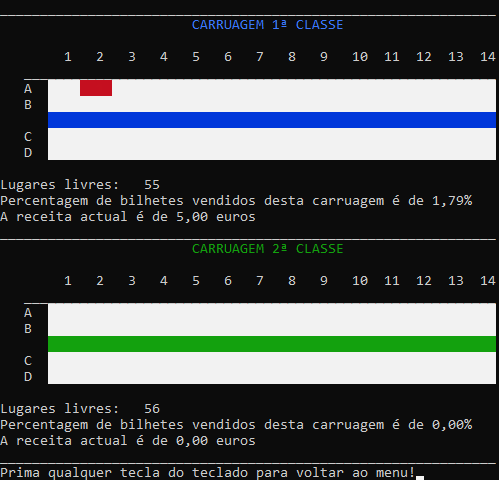 CARRUAGEM 1ª CLASSE
1 2 3 4 5 6 7 8 9 10 11 12 13 14
A
B
C
D
Lugares livres: 55
Percentagem de bilhetes vendidos desta carruagem é de 1,79%
A receita actual é de 5,00 euros
CARRUAGEM 2ª CLASSE
1 2 3 4 5 6 7 8 9 10 11 12 13 14
A
B
C
D
Lugares livres: 56
Percentagem de bilhetes vendidos desta carruagem é de 0,00%
A receita actual é de 0,00 euros
Prima qualquer tecla do teclado para voltar ao menu!